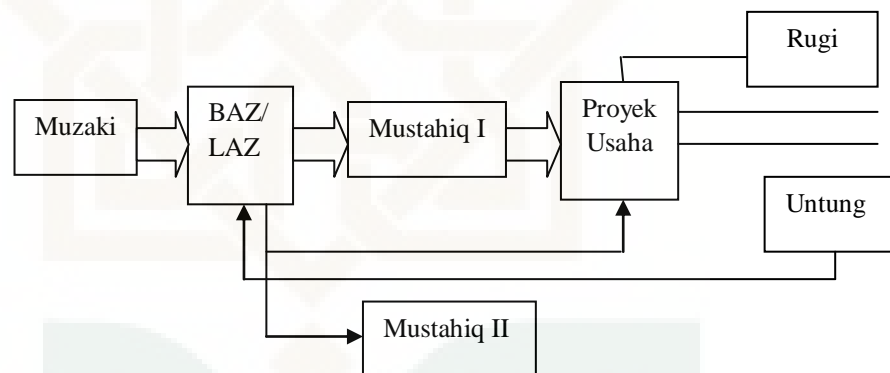 Rugi
Muzaki
BAZ/
LAZ
Mustahiq I
Proyek
Usaha
Untung
Mustahiq II